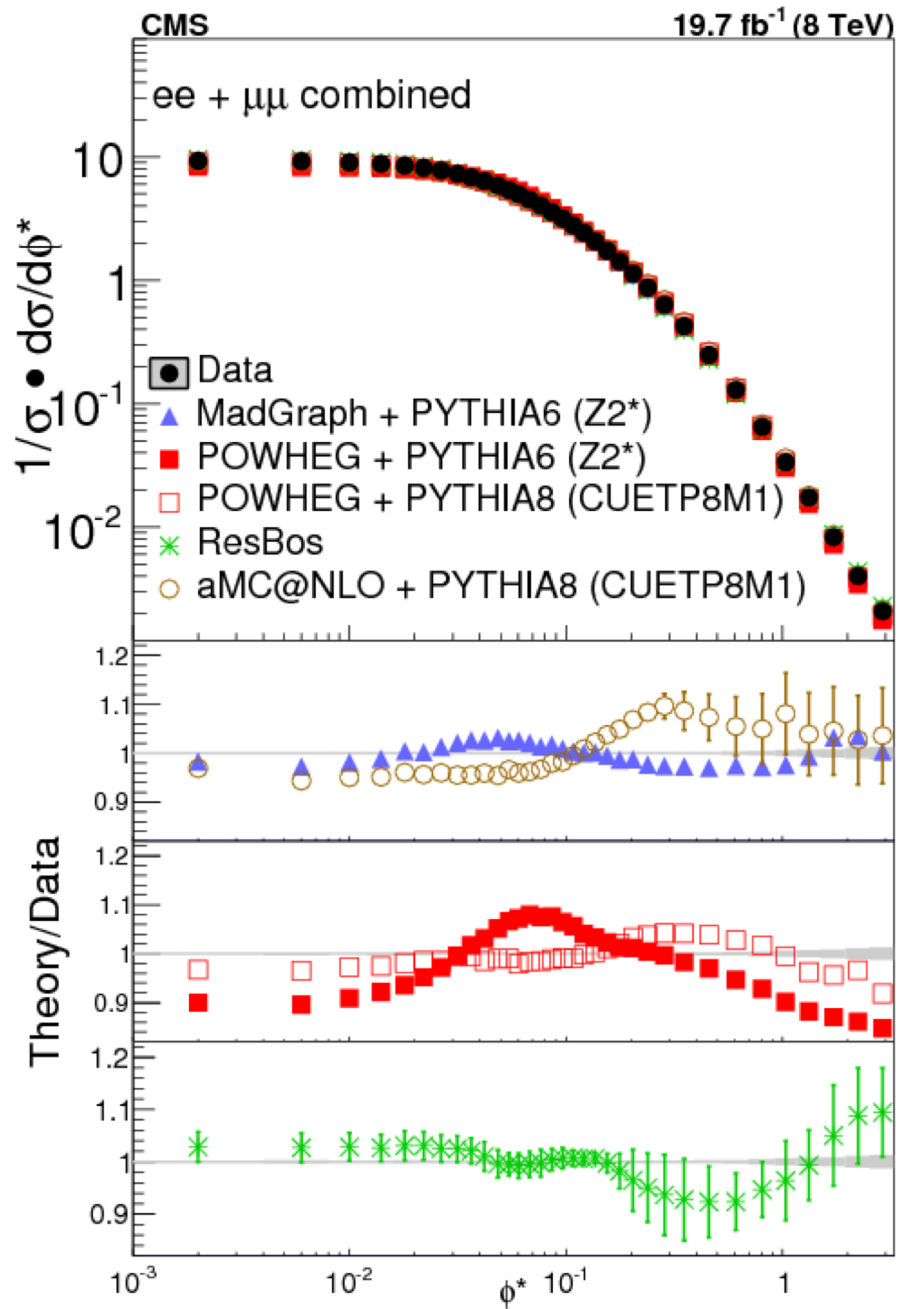 CMS 19.7 fb⁻¹ (8 TeV)
ee + μμ combined
10
1
10⁻¹
10⁻²
1/σ • dσ/dϕ*
Data
MadGraph + PYTHIA6 (Z2*)
POWHEG + PYTHIA6 (Z2*)
POWHEG + PYTHIA8 (CUETP8M1)
ResBos
aMC@NLO + PYTHIA8 (CUETP8M1)
1.2
1.1
1
0.9
1.2
1.1
1
0.9
Theory/Data
1.2
1.1
1
0.9
10⁻³ 10⁻² 10⁻¹ 1
ϕ*